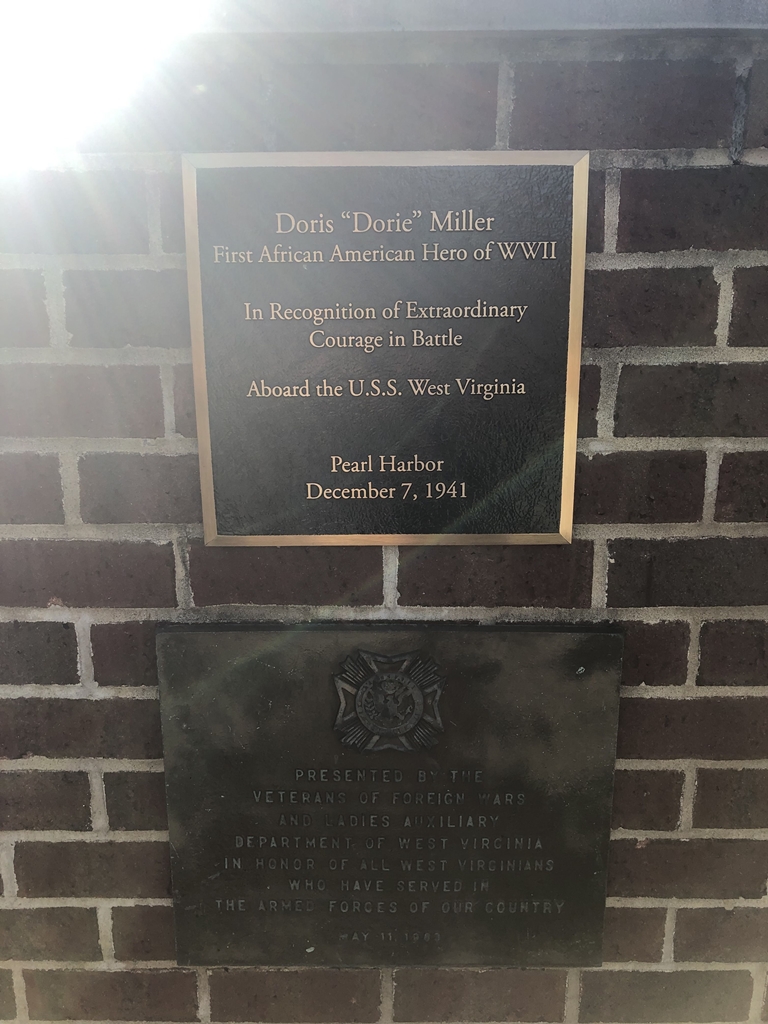 Doris “Dorie” Miller
First African American Hero of WWII
In Recognition of Extraordinary
Courage in Battle
Aboard the U.S.S. West Virginia
Pearl Harbor
December 7, 1941
PRESENTED BY THE
VETERANS OF FOREIGN WARS
AND LADIES AUXILIARY
DEPARTMENT OF WEST VIRGINIA
IN HONOR OF ALL WEST VIRGINIANS
WHO HAVE SERVED IN
THE ARMED FORCES OF OUR COUNTRY
MAY 11